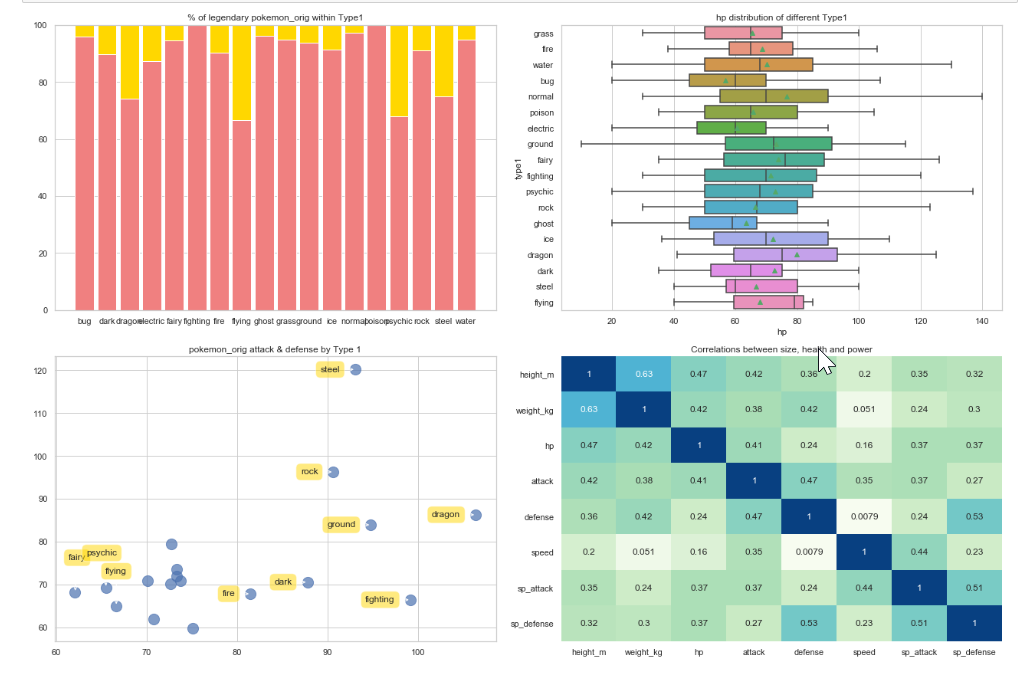 % of legendary pokemon_orig within Type1
100
80
60
40
20
0
bug dark dragon electric fairy fighting fire flying ghost grass ground ice normal poison psychic rock steel water
hp distribution of different Type1
type1
grass
fire
water
bug
normal
poison
electric
ground
fairy
fighting
psychic
rock
ghost
ice
dragon
dark
steel
flying
20 40 60 80 100 120 140
hp
pokemon_orig attack & defense by Type 1
120
110
100
90
80
70
60
steel
rock
dragon
ground
fairy psychic
flying
dark
fire
fighting
60 70 80 90 100
Correlations between size, health and power
height_m 1 0.63 0.47 0.42 0.36 0.2 0.35 0.32
weight_kg 0.63 1 0.42 0.38 0.42 0.051 0.24 0.3
hp 0.47 0.42 1 0.41 0.24 0.16 0.37 0.37
attack 0.42 0.38 0.41 1 0.47 0.35 0.37 0.27
defense 0.36 0.42 0.24 0.47 1 0.0079 0.24 0.53
speed 0.2 0.051 0.16 0.35 0.0079 1 0.44 0.23
sp_attack 0.35 0.24 0.37 0.37 0.24 0.44 1 0.51
sp_defense 0.32 0.3 0.37 0.27 0.53 0.23 0.51 1
height_m weight_kg hp attack defense speed sp_attack sp_defense